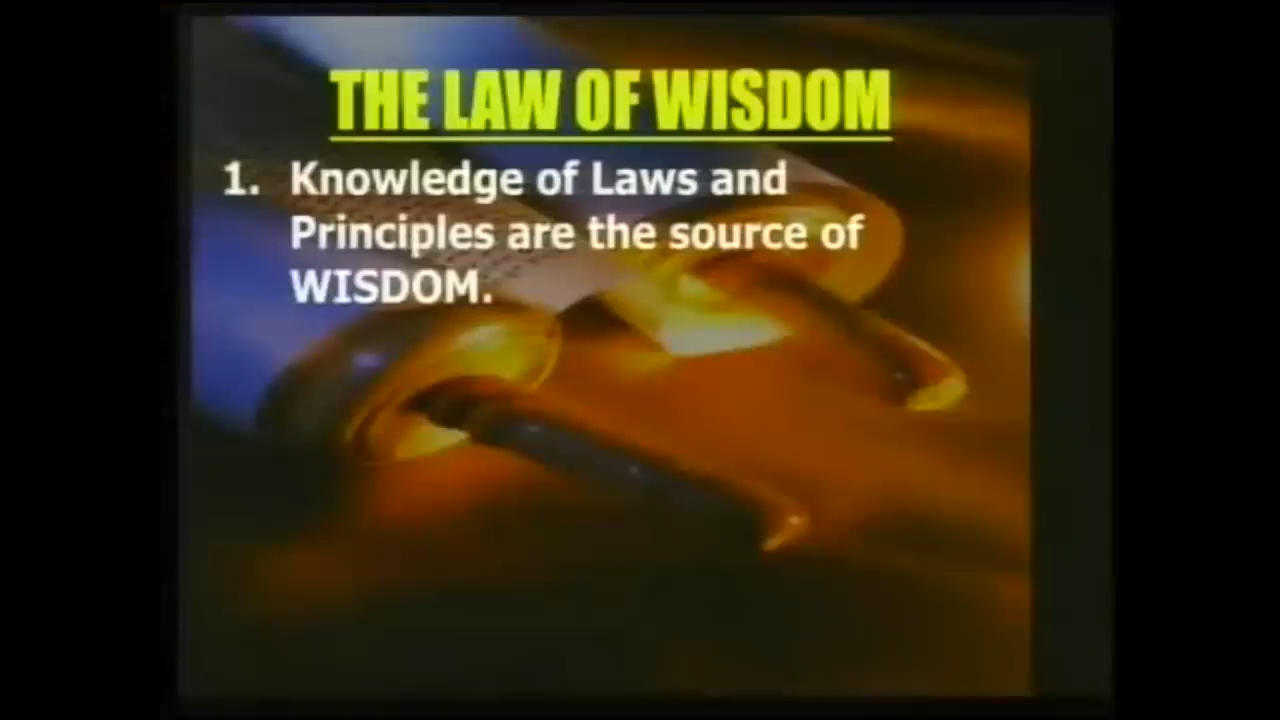 THE LAW OF WISDOM
1. Knowledge of Laws and
Principles are the source of
WISDOM.